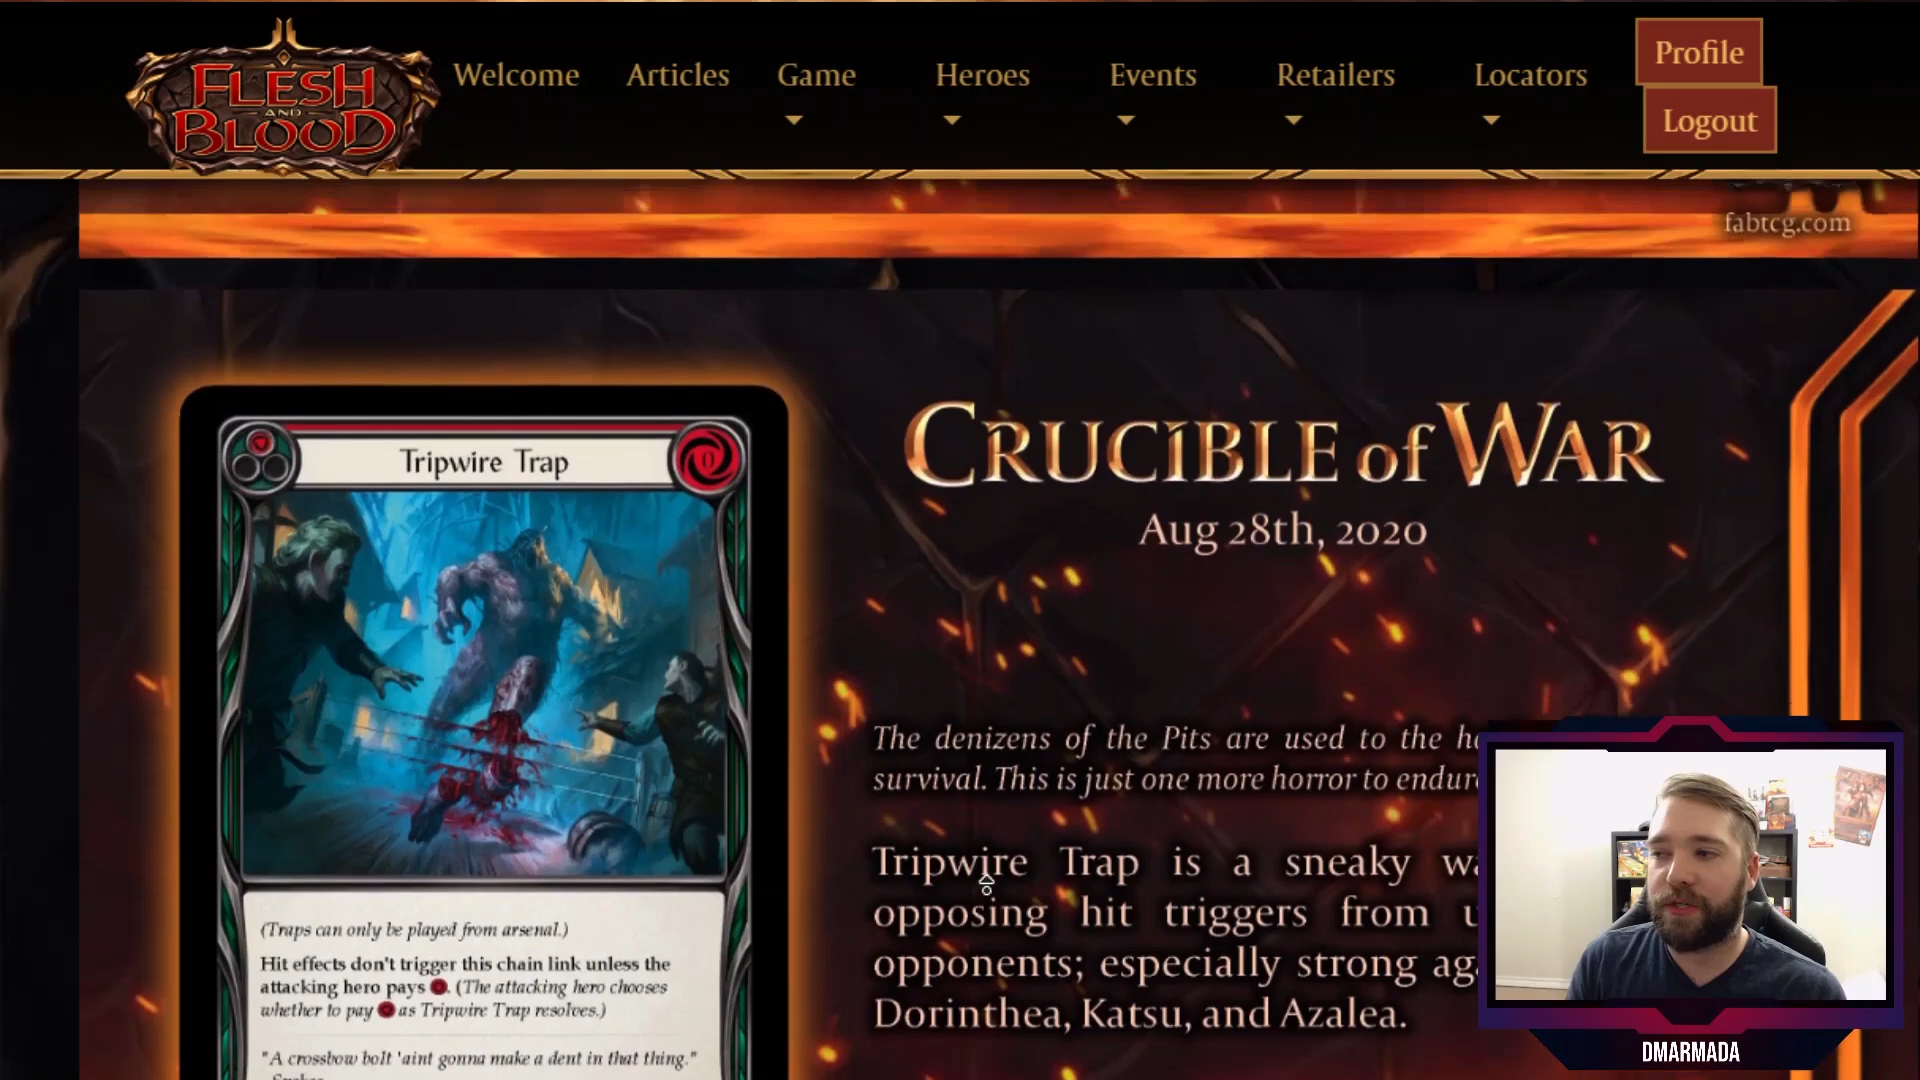 FLESH
AND
BLOOD
Welcome
Articles
Game
Heroes
Events
Retailers
Locators
Profile
Logout
fabtcg.com
Tripwire Trap
0
(Traps can only be played from arsenal.)
Hit effects don't trigger this chain link unless the
attacking hero pays . (The attacking hero chooses
whether to pay as Tripwire Trap resolves.)
"A crossbow bolt 'aint gonna make a dent in that thing."
CRUCIBLE of WAR
Aug 28th, 2020
The denizens of the Pits are used to the
survival. This is just one more horror to
Tripwire Trap is a sneaky
opposing hit triggers from
opponents; especially strong
Dorinthea, Katsu, and Azalea.
DMARMADA